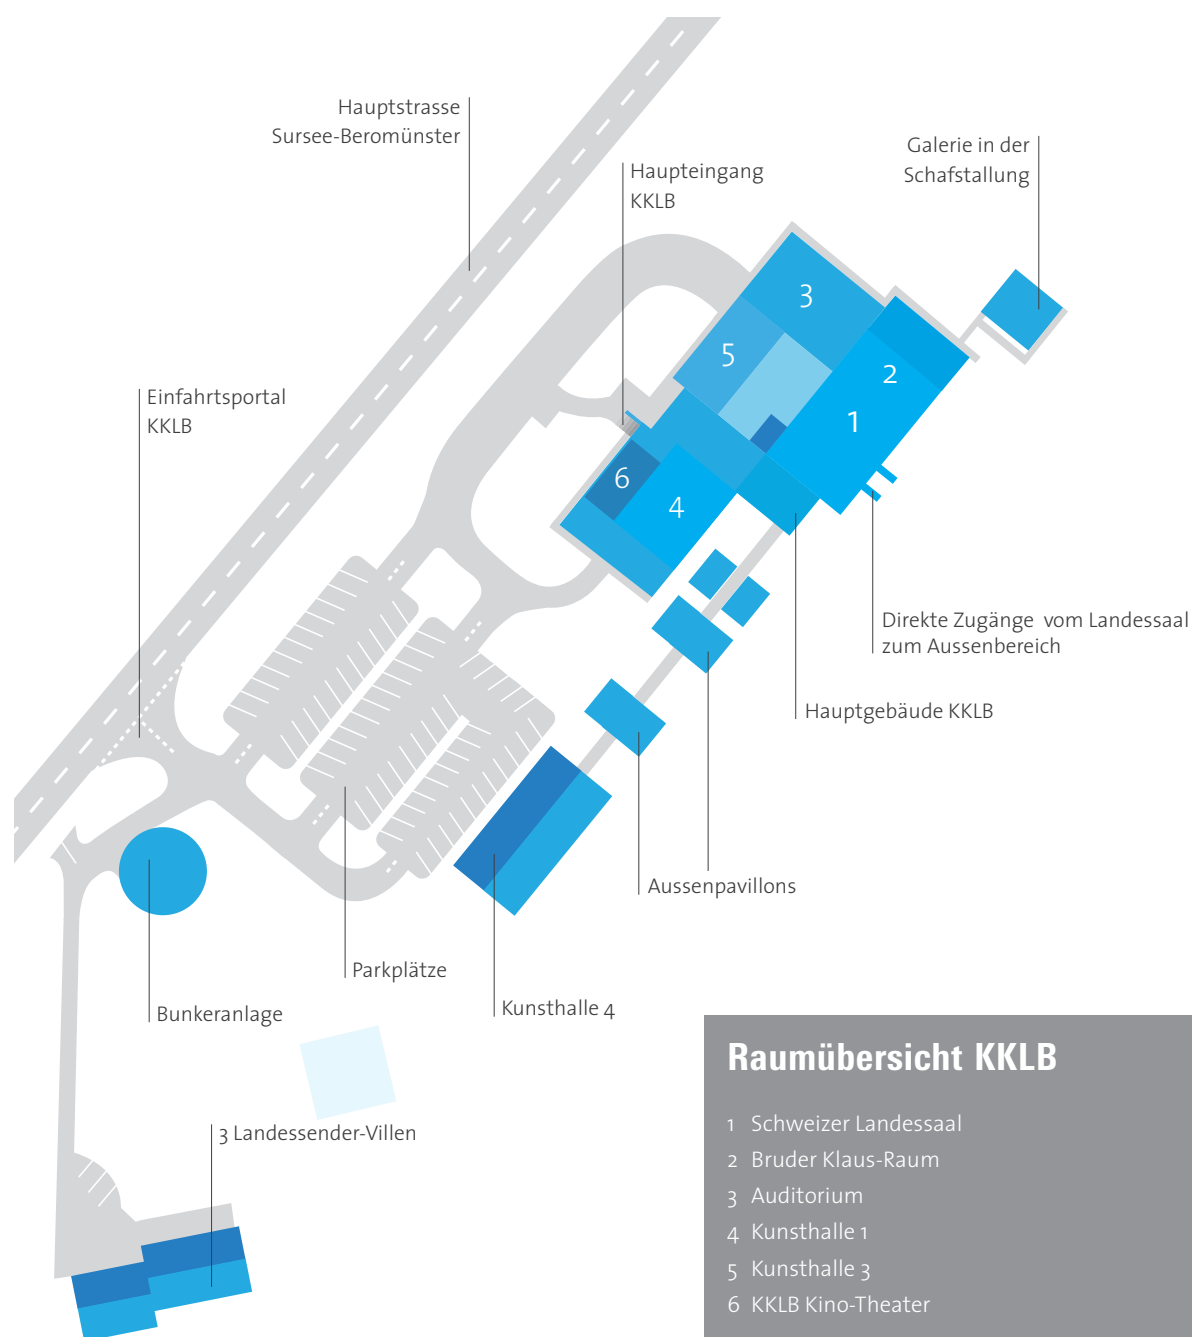 Hauptstrasse
Sursee-Beromünster
Galerie in der
Schafstallung
Haupteingang
KKLB
3
5
2
1
Einfahrtsportal
KKLB
6
4
Direkte Zugänge vom Landessaal
zum Aussenbereich
Hauptgebäude KKLB
Aussenpavillons
Parkplätze
Kunsthalle 4
Bunkeranlage
3 Landessender-Villen
Raumübersicht KKLB
1 Schweizer Landessaal
2 Bruder Klaus-Raum
3 Auditorium
4 Kunsthalle 1
5 Kunsthalle 3
6 KKLB Kino-Theater